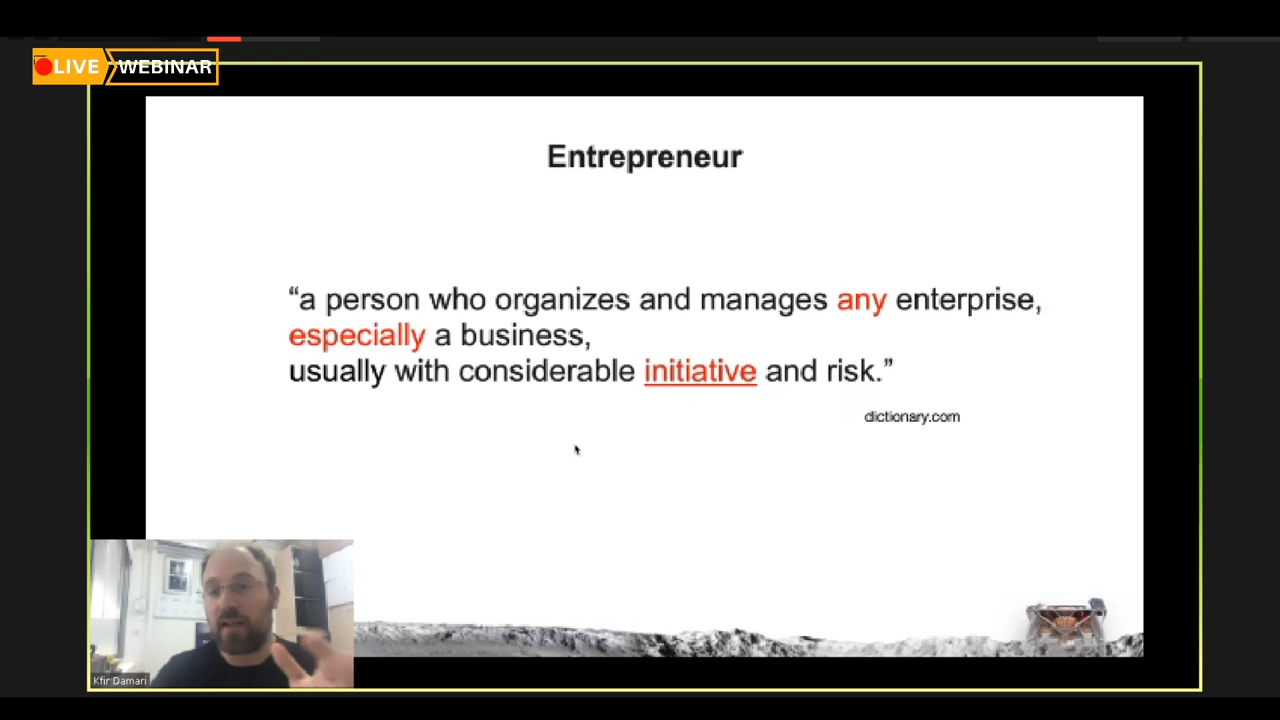 LIVE WEBINAR
Entrepreneur
“a person who organizes and manages any enterprise,
especially a business,
usually with considerable initiative and risk.”
dictionary.com
Kfir Damari